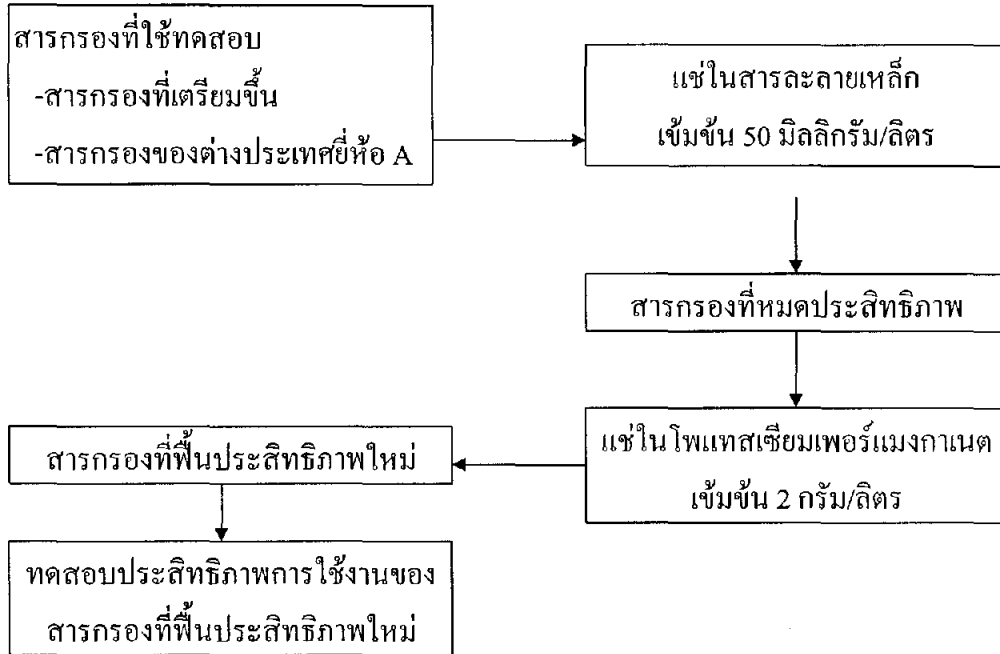 สารกรองที่ใช้ทดสอบ
-สารกรองที่เตรียมขึ้น
-สารกรองของต่างประเทศยี่ห้อ A
แช่ในสารละลายเหล็ก
เข้มข้น 50 มิลลิกรัม/ลิตร
สารกรองที่หมดประสิทธิภาพ
แช่ในโพแทสเซียมเพอร์แมงกาเนต
เข้มข้น 2 กรัม/ลิตร
สารกรองที่ฟื้นประสิทธิภาพใหม่
ทดสอบประสิทธิภาพการใช้งานของ
สารกรองที่ฟื้นประสิทธิภาพใหม่